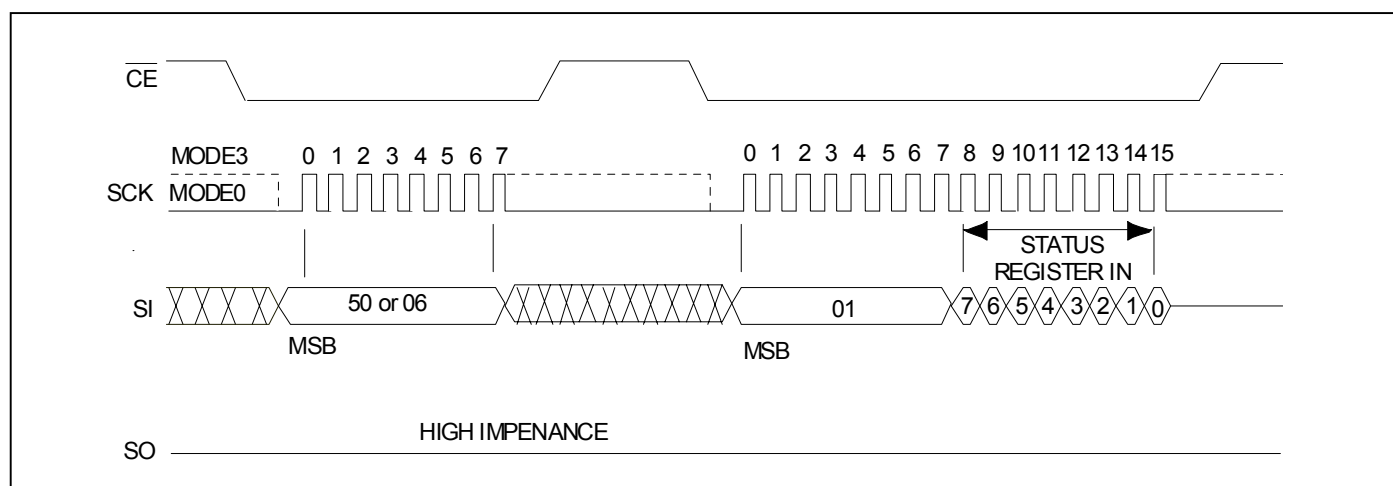 CE
MODE3 0 1 2 3 4 5 6 7 0 1 2 3 4 5 6 7 8 9 10 11 12 13 14 15
SCK MODE0
STATUS
REGISTER IN
SI 50 or 06 01 7 6 5 4 3 2 1 0
MSB MSB
HIGH IMPENANCE
SO